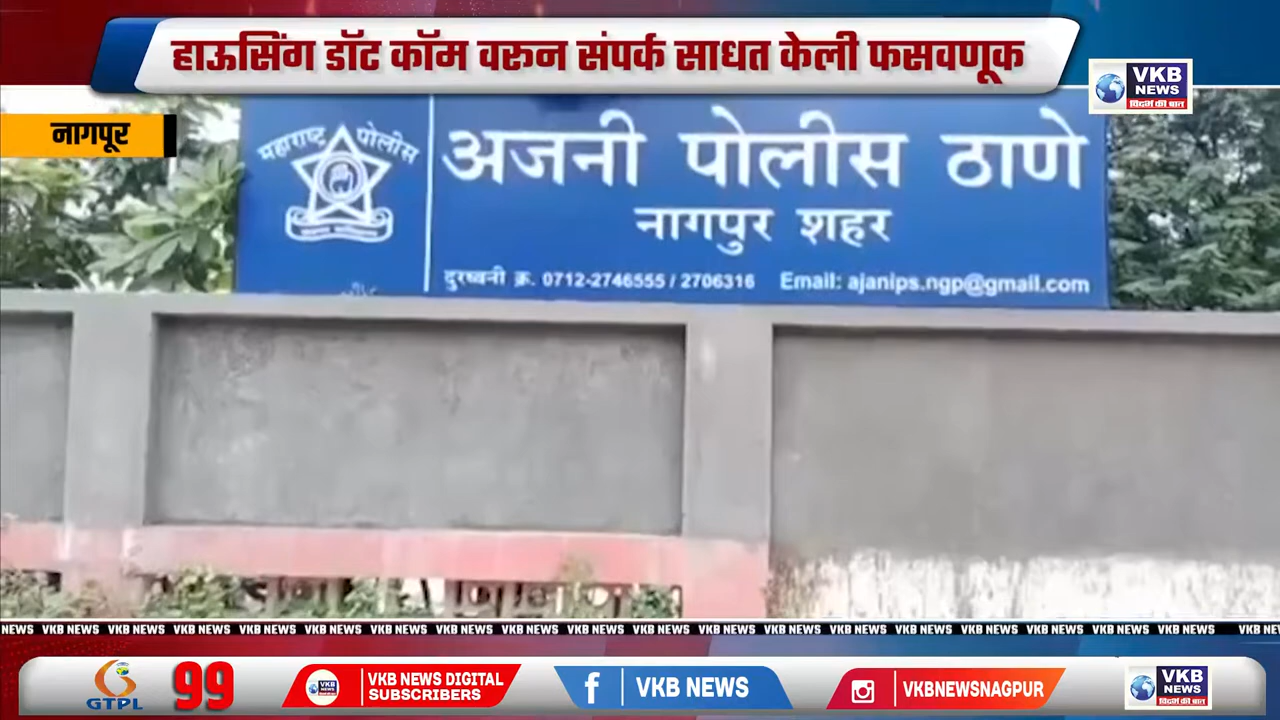 हाऊसिंग डॉट कॉम वरुन संपर्क साधत केली फसवणूक
VKB
NEWS
विदर्भ की बात
नागपूर
महाराष्ट्र पोलीस
अजनी पोलीस ठाणे
नागपुर शहर
दुरध्वनी क्र. 0712-2746555 / 2706316 Email: ajanips.ngp@gmail.com
NEWS VKB NEWS VKB NEWS VKB NEWS VKB NEWS VKB NEWS VKB NEWS VKB NEWS VKB NEWS VKB NEWS VKB NEWS VKB NEWS VKB NEWS VKB NEWS VKB NEWS VKB NEWS VKB NEWS VKB NEWS VKB NE
GTPL 99
VKB NEWS DIGITAL
SUBSCRIBERS
VKB NEWS
VKBNEWSNAGPUR
VKB
NEWS
विदर्भ की बात